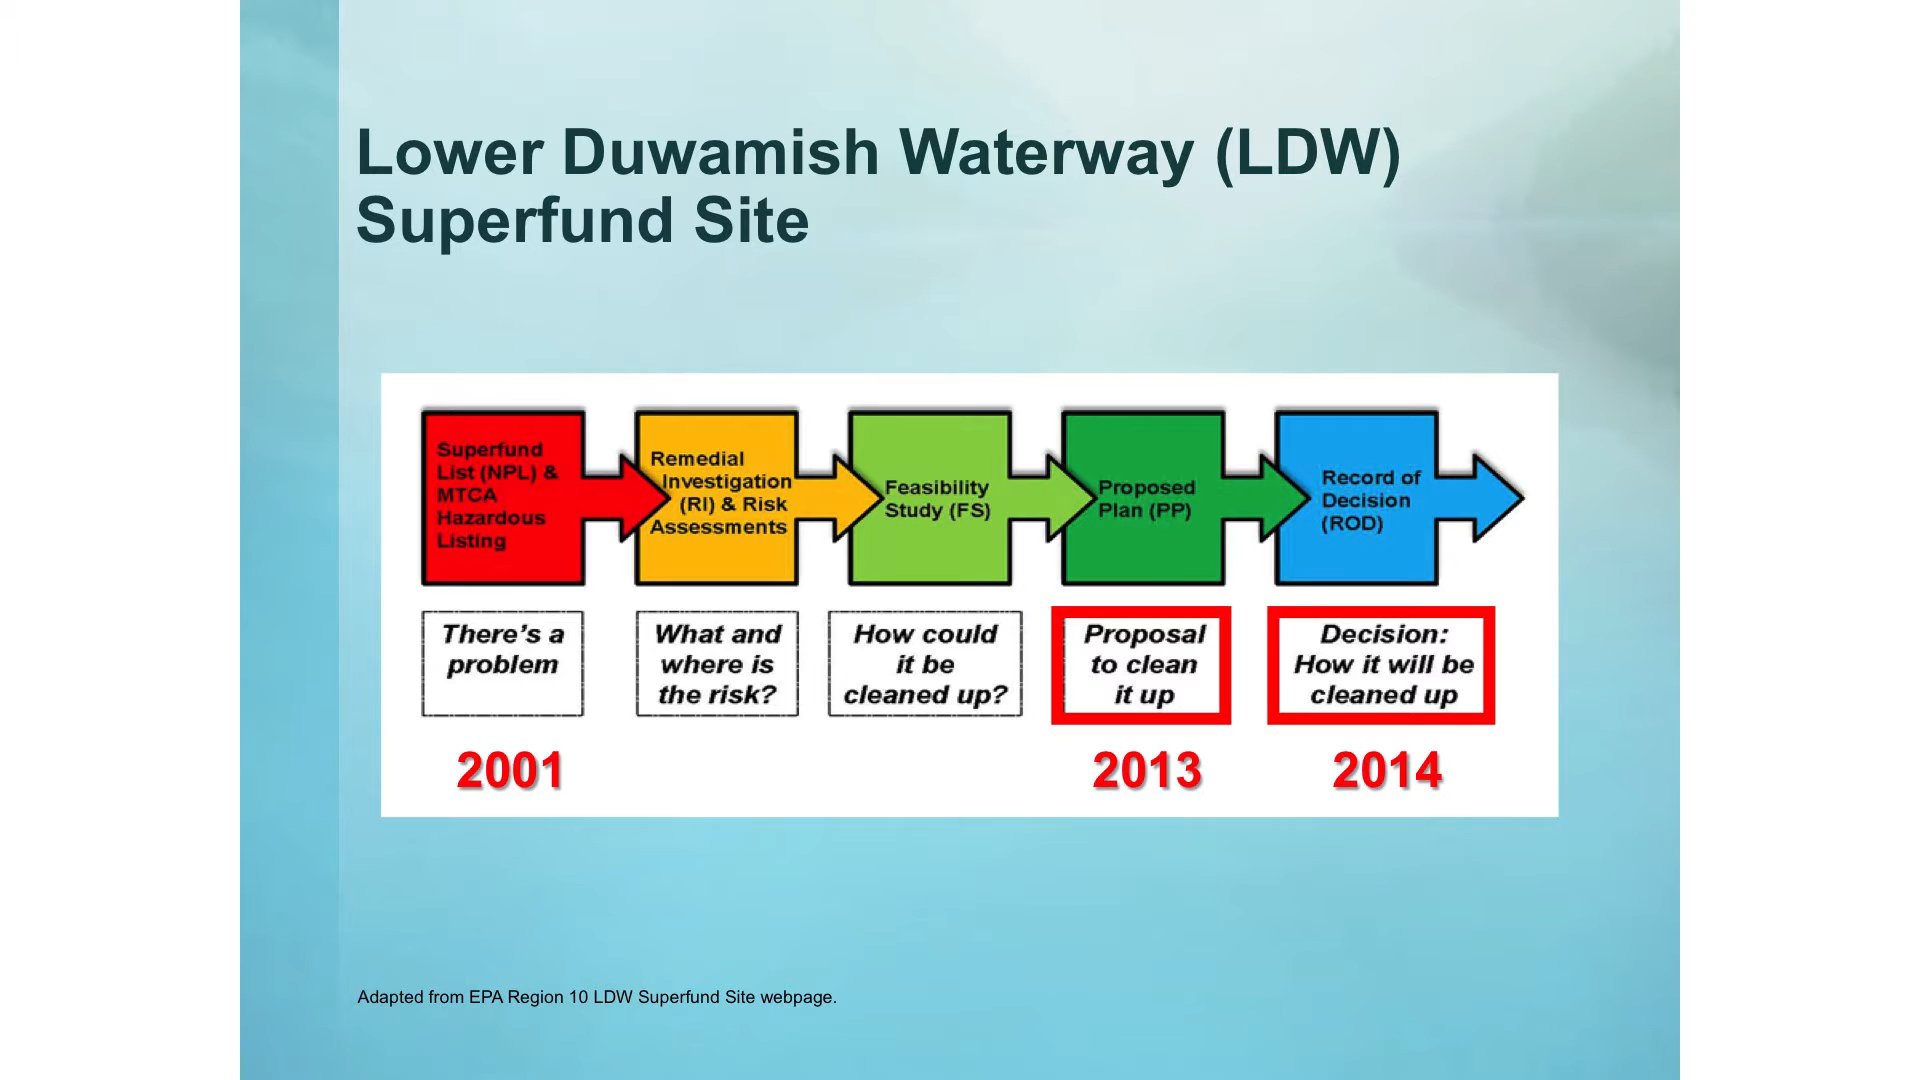 Lower Duwamish Waterway (LDW)
Superfund Site
Superfund
List (NPL) &
MTCA
Hazardous
Listing
Remedial
Investigation
(RI) & Risk
Assessments
Feasibility
Study (FS)
Proposed
Plan (PP)
Record of
Decision
(ROD)
There's a
problem
What and
where is
the risk?
How could
it be
cleaned up?
Proposal
to clean
it up
Decision:
How it will be
cleaned up
2001
2013
2014
Adapted from EPA Region 10 LDW Superfund Site webpage.